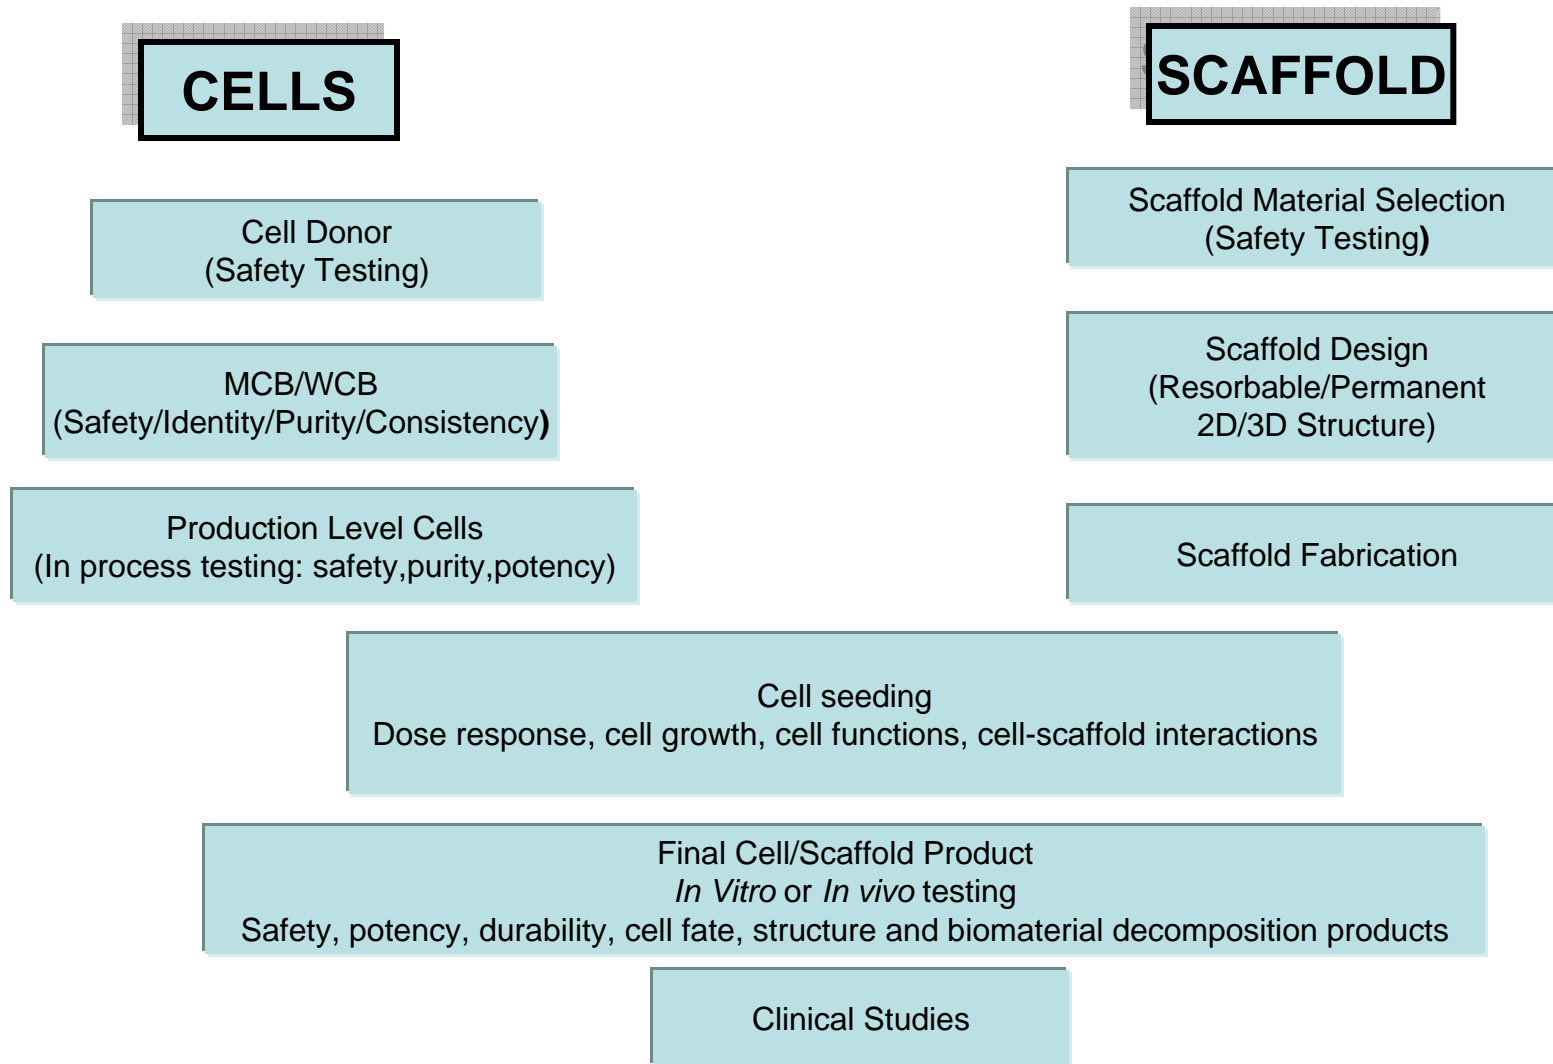 CELLS
Cell Donor
(Safety Testing)
MCB/WCB
(Safety/Identity/Purity/Consistency)
Production Level Cells
(In process testing: safety,purity,potency)
SCAFFOLD
Scaffold Material Selection
(Safety Testing)
Scaffold Design
(Resorbable/Permanent
2D/3D Structure)
Scaffold Fabrication
Cell seeding
Dose response, cell growth, cell functions, cell-scaffold interactions
Final Cell/Scaffold Product
In Vitro or In vivo testing
Safety, potency, durability, cell fate, structure and biomaterial decomposition products
Clinical Studies